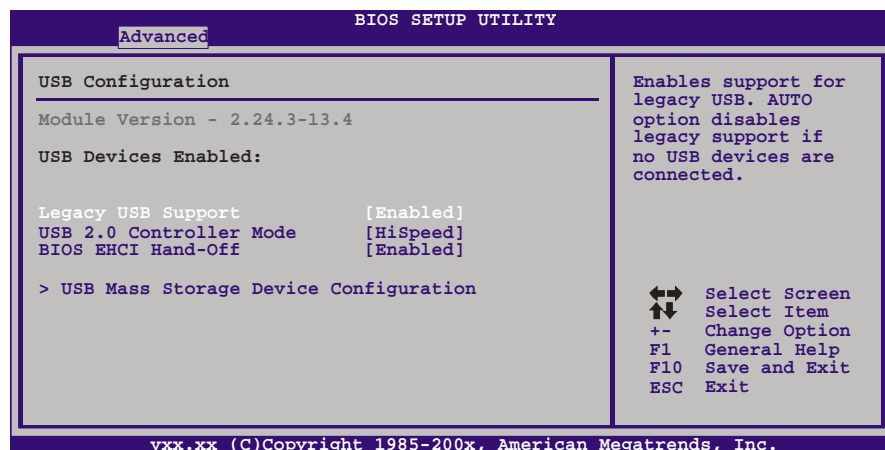 BIOS SETUP UTILITY
Advanced
USB Configuration
Module Version - 2.24.3-13.4
USB Devices Enabled:
Legacy USB Support [Enabled]
USB 2.0 Controller Mode [HiSpeed]
BIOS EHCI Hand-Off [Enabled]
> USB Mass Storage Device Configuration
Enables support for
legacy USB. AUTO
option disables
legacy support if
no USB devices are
connected.
Select Screen
Select Item
+- Change Option
F1 General Help
F10 Save and Exit
ESC Exit
vxx.xx (C)Copyright 1985-200x, American Megatrends, Inc.